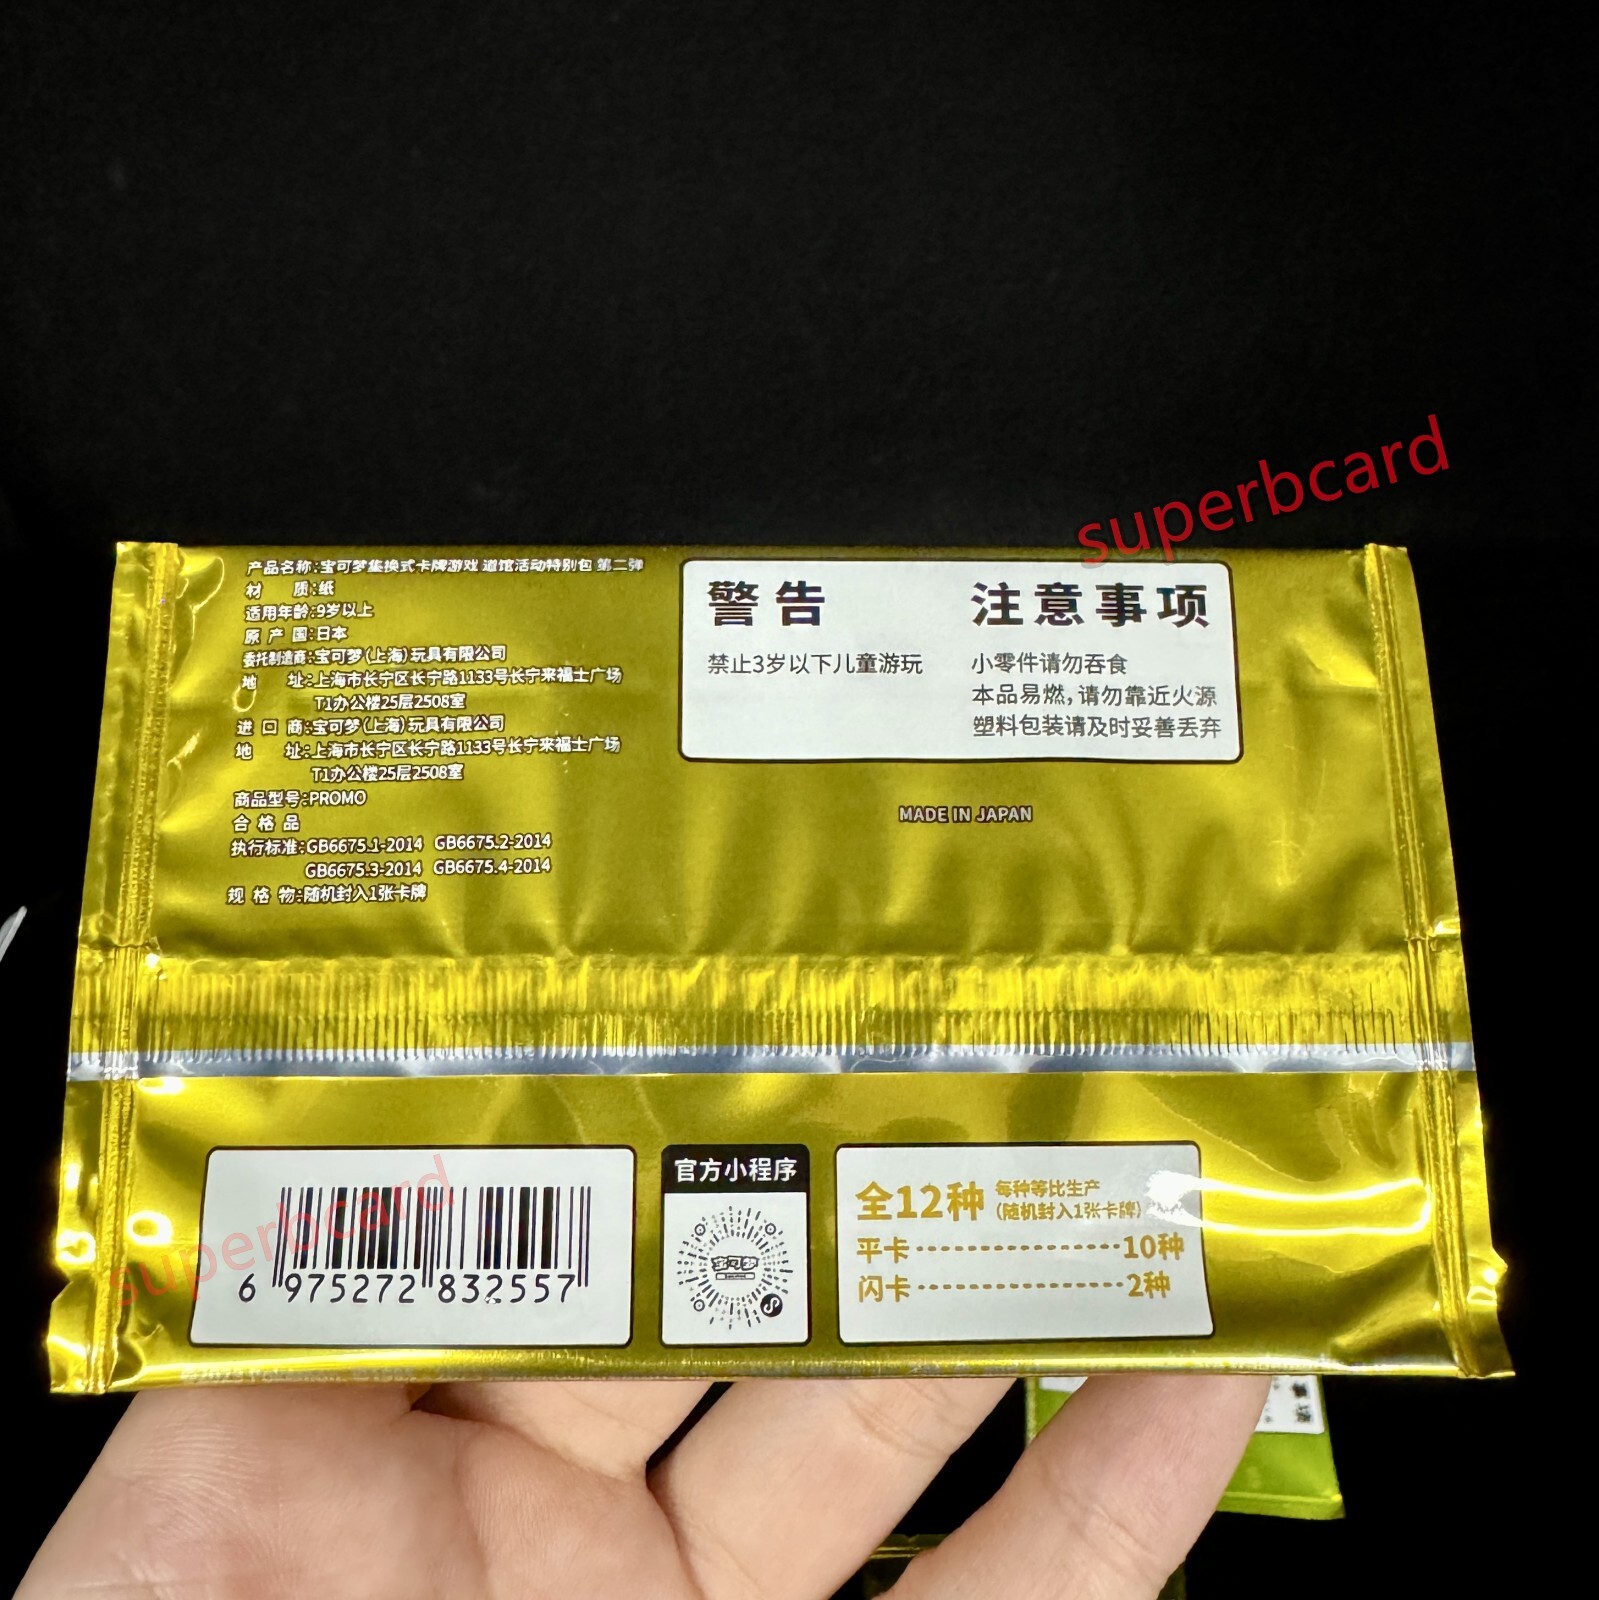 superbcard
产品名称:宝可梦集换式卡牌游戏 道馆活动特别包 第二弹
材 质:纸
适用年龄:9岁以上
原 产 国:日本
委托制造商:宝可梦(上海)玩具有限公司
地 址:上海市长宁区长宁路1133号长宁来福士广场
T1办公楼25层2508室
进 口 商:宝可梦(上海)玩具有限公司
地 址:上海市长宁区长宁路1133号长宁来福士广场
T1办公楼25层2508室
商品型号:PROMO
合 格 品
执行标准:GB6675.1-2014 GB6675.2-2014
GB6675.3-2014 GB6675.4-2014
规 格 物:随机封入1张卡牌
警告
禁止3岁以下儿童游玩
注意事项
小零件请勿吞食
本品易燃,请勿靠近火源
塑料包装请及时妥善丢弃
MADE IN JAPAN
superbcard
6 975272 832557
官方小程序
宝可梦
全12种 每种等比生产
(随机封入1张卡牌)
平卡················10种
闪卡················2种